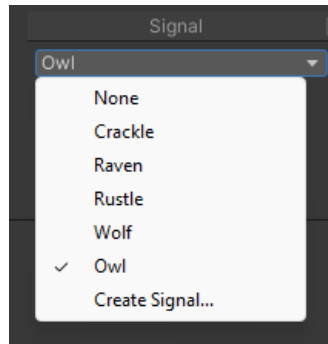 Signal
Owl
None
Crackle
Raven
Rustle
Wolf
Owl
Create Signal...